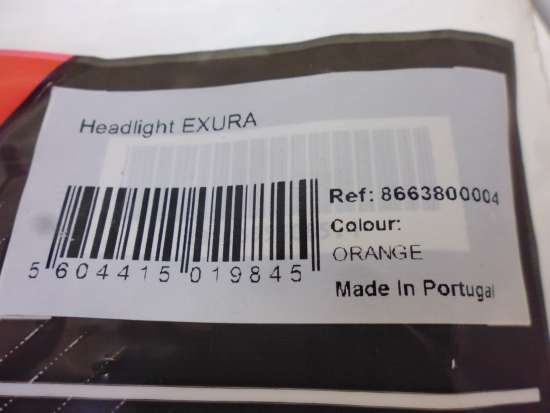 Headlight EXURA
Ref: 8663800004
Colour:
ORANGE
Made In Portugal
5 604415 019845